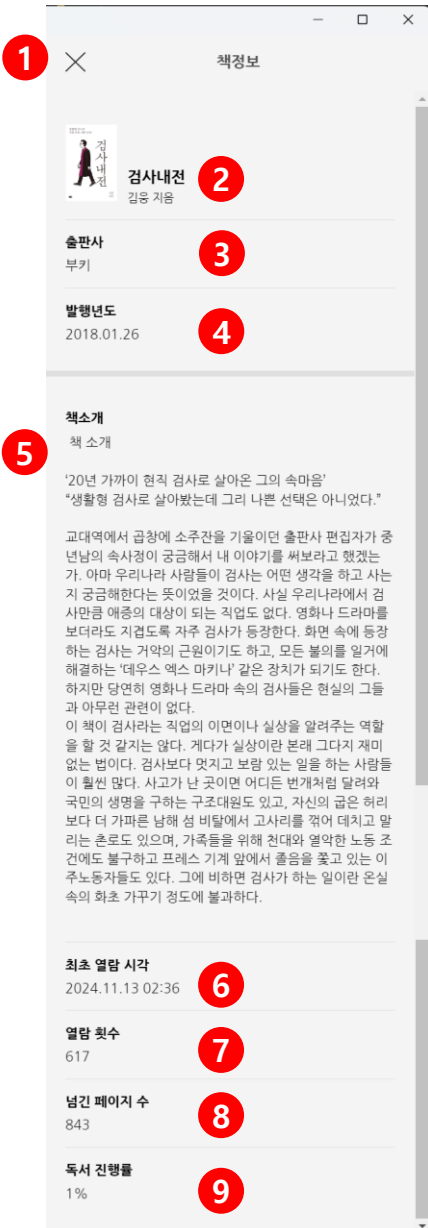 1
책정보
검사내전
검사내전
2
김웅 지음
출판사
3
부키
발행년도
4
2018.01.26
책소개
5
책 소개
‘20년 가까이 현직 검사로 살아온 그의 속마음’
“생활형 검사로 살아봤는데 그리 나쁜 선택은 아니었다.”
교대역에서 곱창에 소주잔을 기울이던 출판사 편집자가 중
년남의 속사정이 궁금해서 내 이야기를 써보라고 했겠는
가. 아마 우리나라 사람들이 검사는 어떤 생각을 하고 사는
지 궁금해한다는 뜻이었을 것이다. 사실 우리나라에서 검
사만큼 애증의 대상이 되는 직업도 없다. 영화나 드라마를
보더라도 지겹도록 자주 검사가 등장한다. 화면 속에 등장
하는 검사는 거악의 근원이기도 하고, 모든 불의를 일거에
해결하는 ‘데우스 엑스 마키나’ 같은 장치가 되기도 한다.
하지만 당연히 영화나 드라마 속의 검사들은 현실의 그들
과 아무런 관련이 없다.
이 책이 검사라는 직업의 이면이나 실상을 알려주는 역할
을 할 것 같지는 않다. 게다가 실상이란 본래 그다지 재미
없는 법이다. 검사보다 멋지고 보람 있는 일을 하는 사람들
이 훨씬 많다. 사고가 난 곳이면 어디든 번개처럼 달려와
국민의 생명을 구하는 구조대원도 있고, 자신의 굽은 허리
보다 더 가파른 남해 섬 비탈에서 고사리를 꺾어 데치고 말
리는 촌로도 있으며, 가족들을 위해 천대와 열악한 노동 조
건에도 불구하고 프레스 기계 앞에서 졸음을 쫓고 있는 이
주노동자들도 있다. 그에 비하면 검사가 하는 일이란 온실
속의 화초 가꾸기 정도에 불과하다.
최초 열람 시각
2024.11.13 02:36
6
열람 횟수
617
7
넘긴 페이지 수
843
8
독서 진행률
1%
9